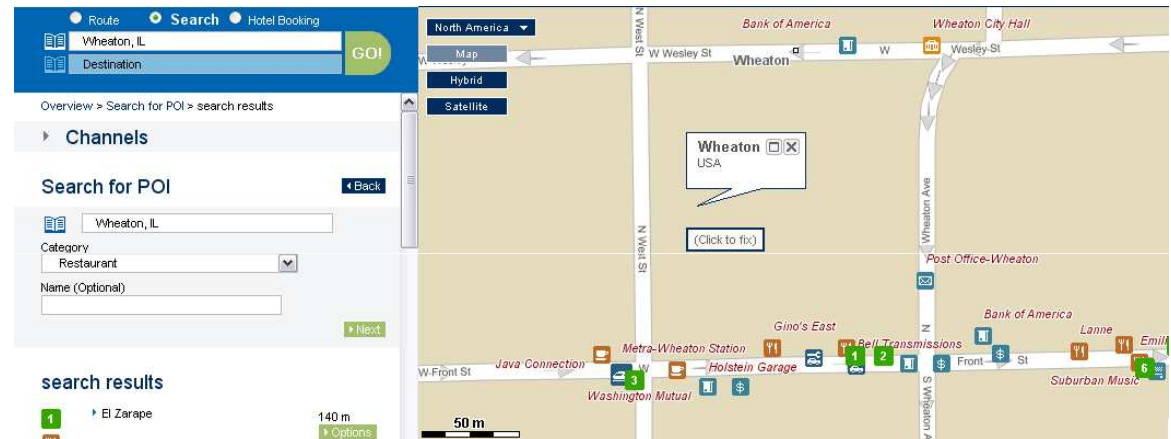 Route Search Hotel Booking
Wheaton, IL
Destination
GO!
Overview > Search for POI > search results
Channels
Search for POI
Back
Wheaton, IL
Category
Restaurant
Name (Optional)
Next
search results
1 El Zarape
140 m
Options
North America
Map
Hybrid
Satellite
N West St
Bank of America
Wheaton City Hall
W Wesley St
Wheaton
W
Wesley St
Wheaton
USA
(Click to fix)
N West St
Wheaton Ave
Post Office-Wheaton
Bank of America
Gino's East
N
Lanne
Metra-Wheaton Station
1
2
Bell Transmissions
Java Connection
Front St
W Front St
3
W
Holstein Garage
6
Suburban Music
Washington Mutual
S Wheaton
50 m